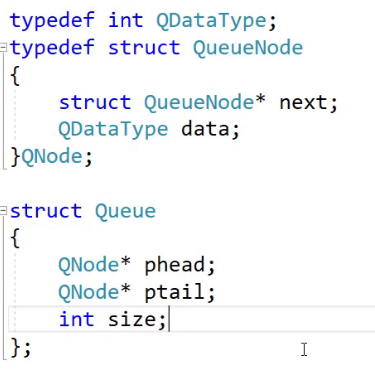 typedef int QDataType;
typedef struct QueueNode
{
    struct QueueNode* next;
    QDataType data;
}QNode;

struct Queue
{
    QNode* phead;
    QNode* ptail;
    int size;
};